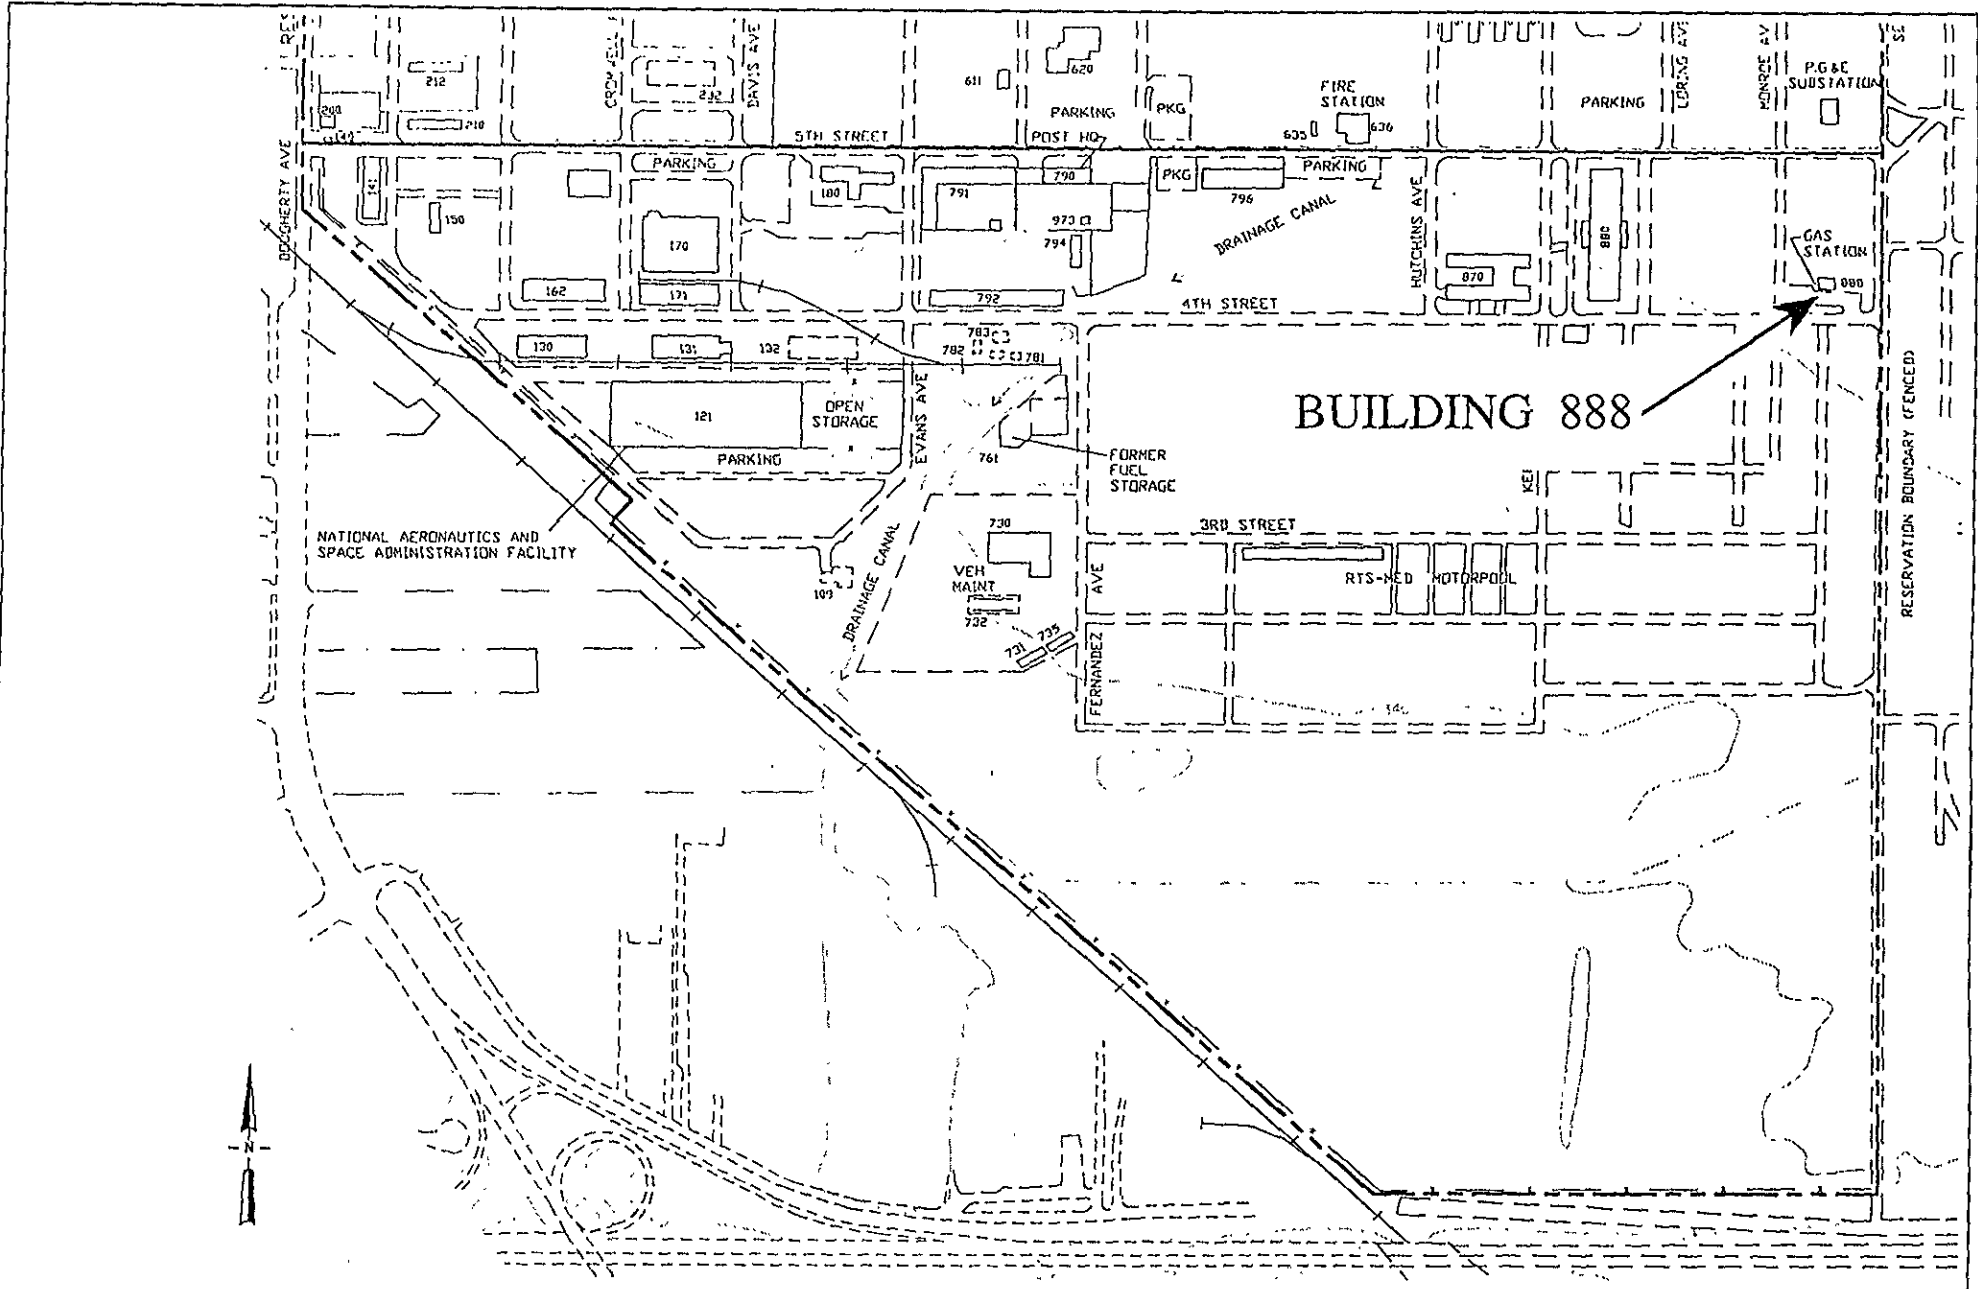 DAVIS AVE
LORING AVE
MONROE AV
SE
P.G&E
SUBSTATION
212
232
611
620
PARKING
PKG
FIRE
STATION
PARKING
200
210
5TH STREET
POST HQ
635
636
DOUGHERTY AVE
141
PARKING
180
791
790
PKG
796
PARKING
150
170
973
794
DRAINAGE CANAL
HUTCHINS AVE
GAS
STATION
162
171
792
4TH STREET
870
130
131
132
783
782
781
BUILDING 888
RESERVATION BOUNDARY (FENCED)
121
OPEN
STORAGE
EVANS AVE
PARKING
761
FORMER
FUEL
STORAGE
NATIONAL AERONAUTICS AND
SPACE ADMINISTRATION FACILITY
DRAINAGE CANAL
730
3RD STREET
109
VEH
MAINT
732
RTS-MED MOTORPOOL
731
735
FERNANDEZ AVE
N